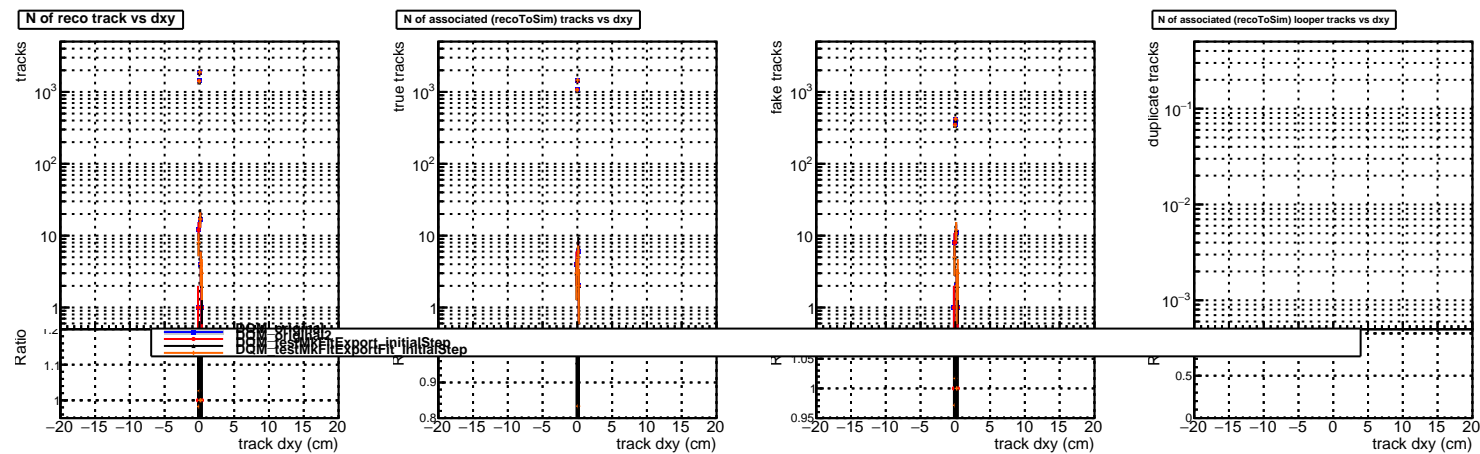 N of reco track vs dxy
tracks
10³
10²
10
1
Ratio
1.2
1.1
1
−20 −15 −10 −5 0 5 10 15 20
track dxy (cm)
N of associated (recoToSim) tracks vs dxy
true tracks
10³
10²
10
1
0.9
0.8
−20 −15 −10 −5 0 5 10 15 20
track dxy (cm)
fake tracks
10³
10²
10
1
1.05
1
0.95
−20 −15 −10 −5 0 5 10 15 20
track dxy (cm)
N of associated (recoToSim) looper tracks vs dxy
duplicate tracks
10⁻¹
10⁻²
10⁻³
0.5
0
−20 −15 −10 −5 0 5 10 15 20
track dxy (cm)
DQM_testMkFitExport_initialStep
DQM_testMkFitExportFit_initialStep